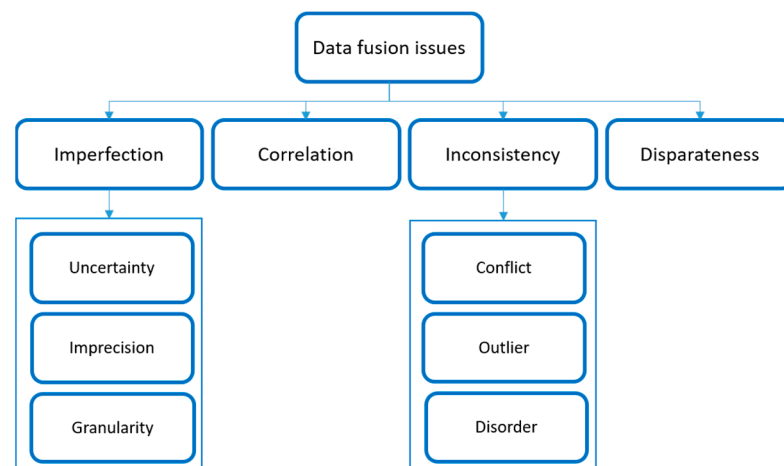 Data fusion issues
Imperfection
Correlation
Inconsistency
Disparateness
Uncertainty
Imprecision
Granularity
Conflict
Outlier
Disorder